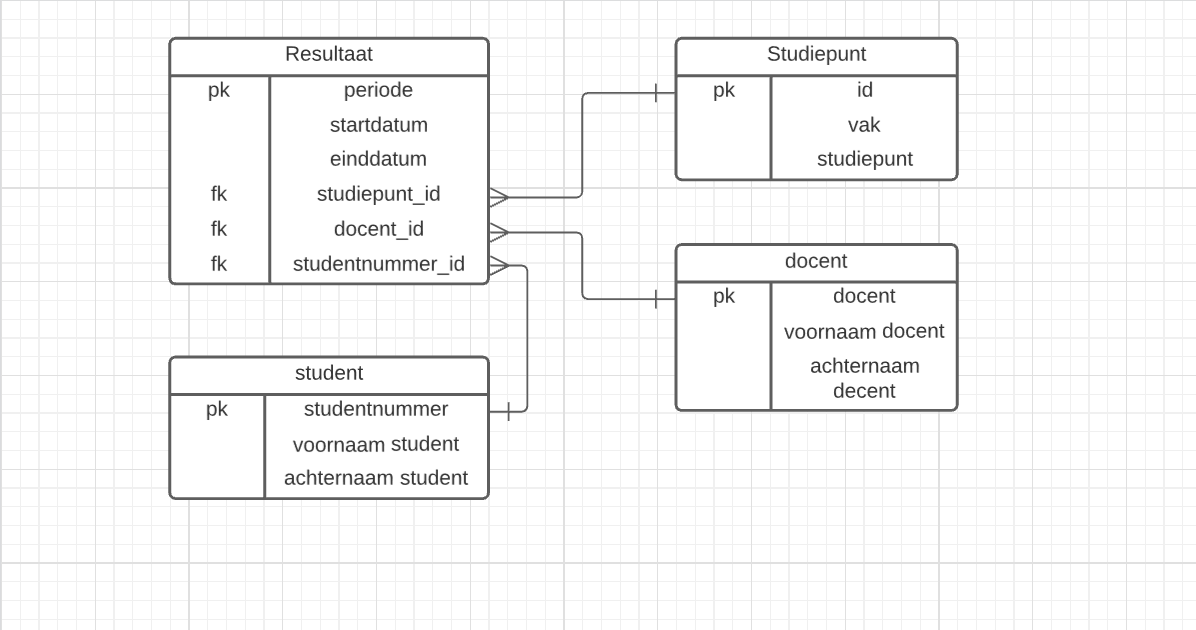 Resultaat
pk periode
startdatum
einddatum
fk studiepunt_id
fk docent_id
fk studentnummer_id
Studiepunt
pk id
vak
studiepunt
docent
pk docent
voornaam docent
achternaam
decent
student
pk studentnummer
voornaam student
achternaam student